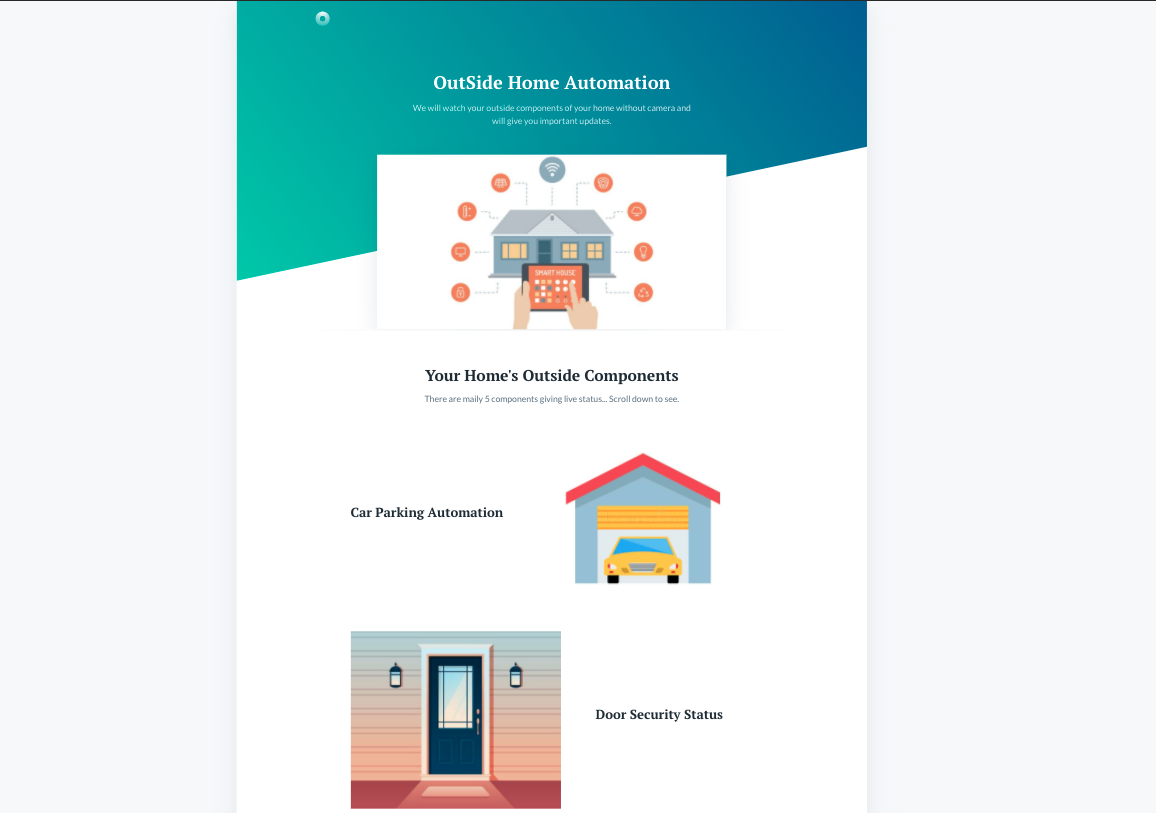 OutSide Home Automation
We will watch your outside components of your home without camera and
will give you important updates.
SMART HOUSE
Your Home's Outside Components
There are maily 5 components giving live status... Scroll down to see.
Car Parking Automation
Door Security Status